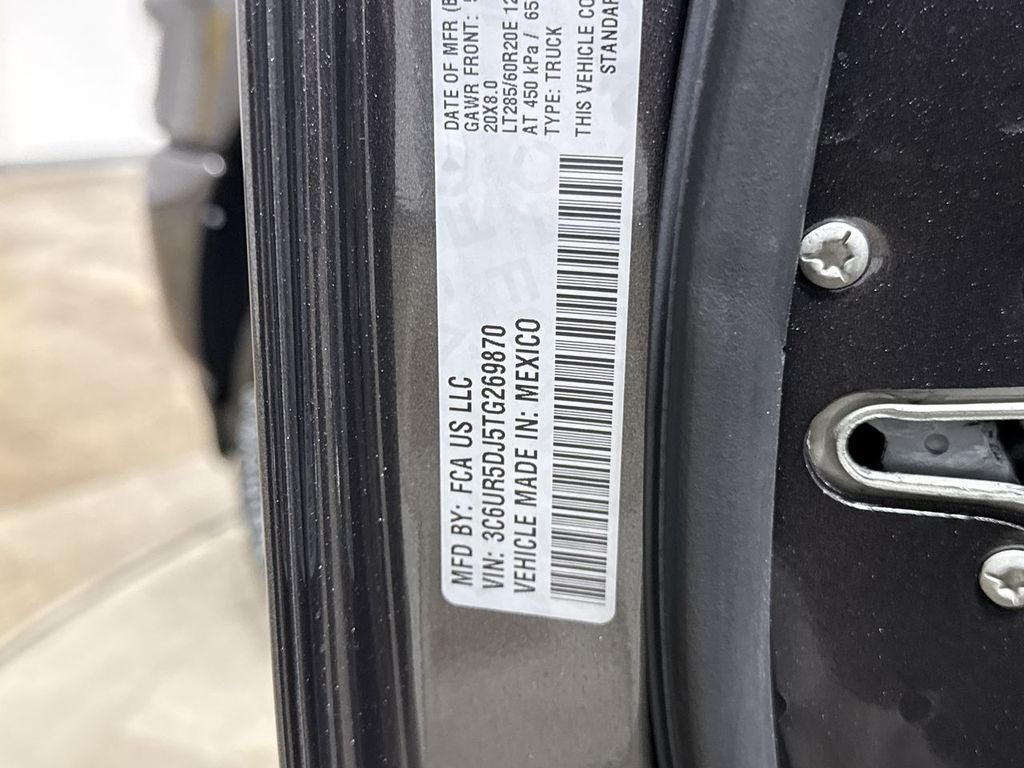 MFD BY: FCA US LLC
VIN: 3C6UR5DJ5TG269870
VEHICLE MADE IN: MEXICO
DATE OF MFR
GAWR FRONT:
20X8.0
LT285/60R20E
AT 450 kPa / 65
TYPE: TRUCK
THIS VEHICLE